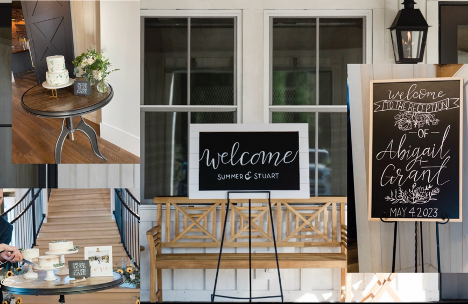 welcome
SUMMER & STUART
welcome
TO THE RECEPTION
OF
Abigail
&
Grant
MAY 4 2023